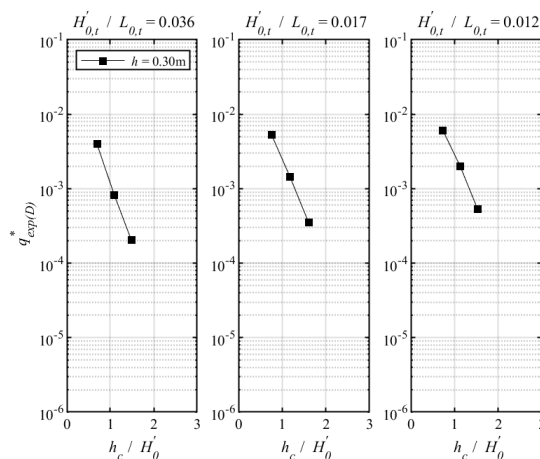 H'0,t / L0,t = 0.036 H'0,t / L0,t = 0.017 H'0,t / L0,t = 0.012
10^-1 10^-1 10^-1
h = 0.30m
10^-2 10^-2 10^-2
10^-3 10^-3 10^-3
q*exp(D)
10^-4 10^-4 10^-4
10^-5 10^-5 10^-5
10^-6 10^-6 10^-6
0 1 2 3 0 1 2 3 0 1 2 3
hc / H'0 hc / H'0 hc / H'0